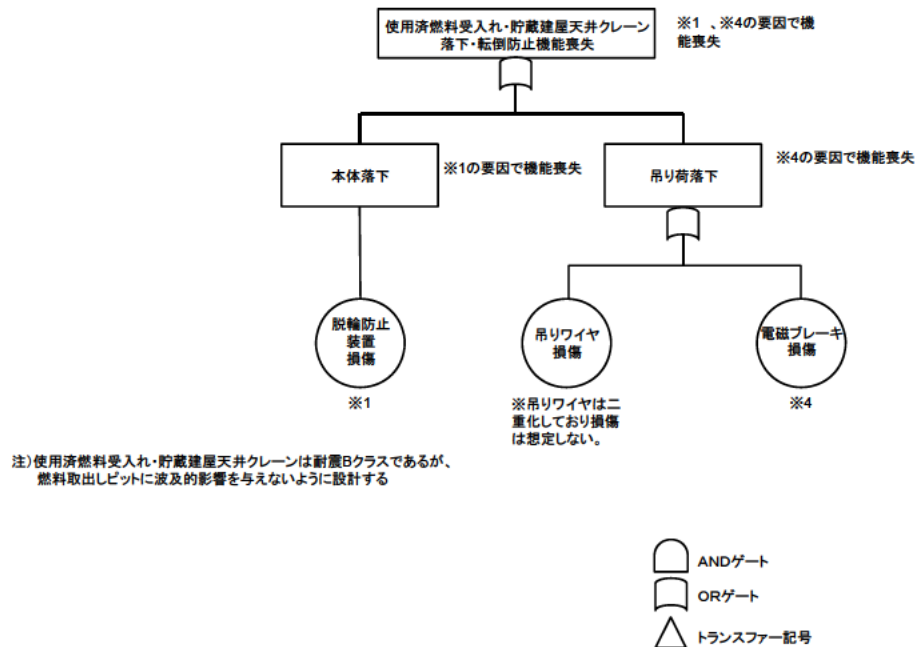 使用済燃料受入れ・貯蔵建屋天井クレーン
落下・転倒防止機能喪失
※1 、※4の要因で機
能喪失
本体落下
※1の要因で機能喪失
吊り荷落下
※4の要因で機能喪失
脱輪防止
装置
損傷
※1
吊りワイヤ
損傷
※吊りワイヤは二
重化しており損傷
は想定しない。
電磁ブレーキ
損傷
※4
注)使用済燃料受入れ・貯蔵建屋天井クレーンは耐震Bクラスであるが、
燃料取出しピットに波及的影響を与えないように設計する
ANDゲート
ORゲート
トランスファー記号